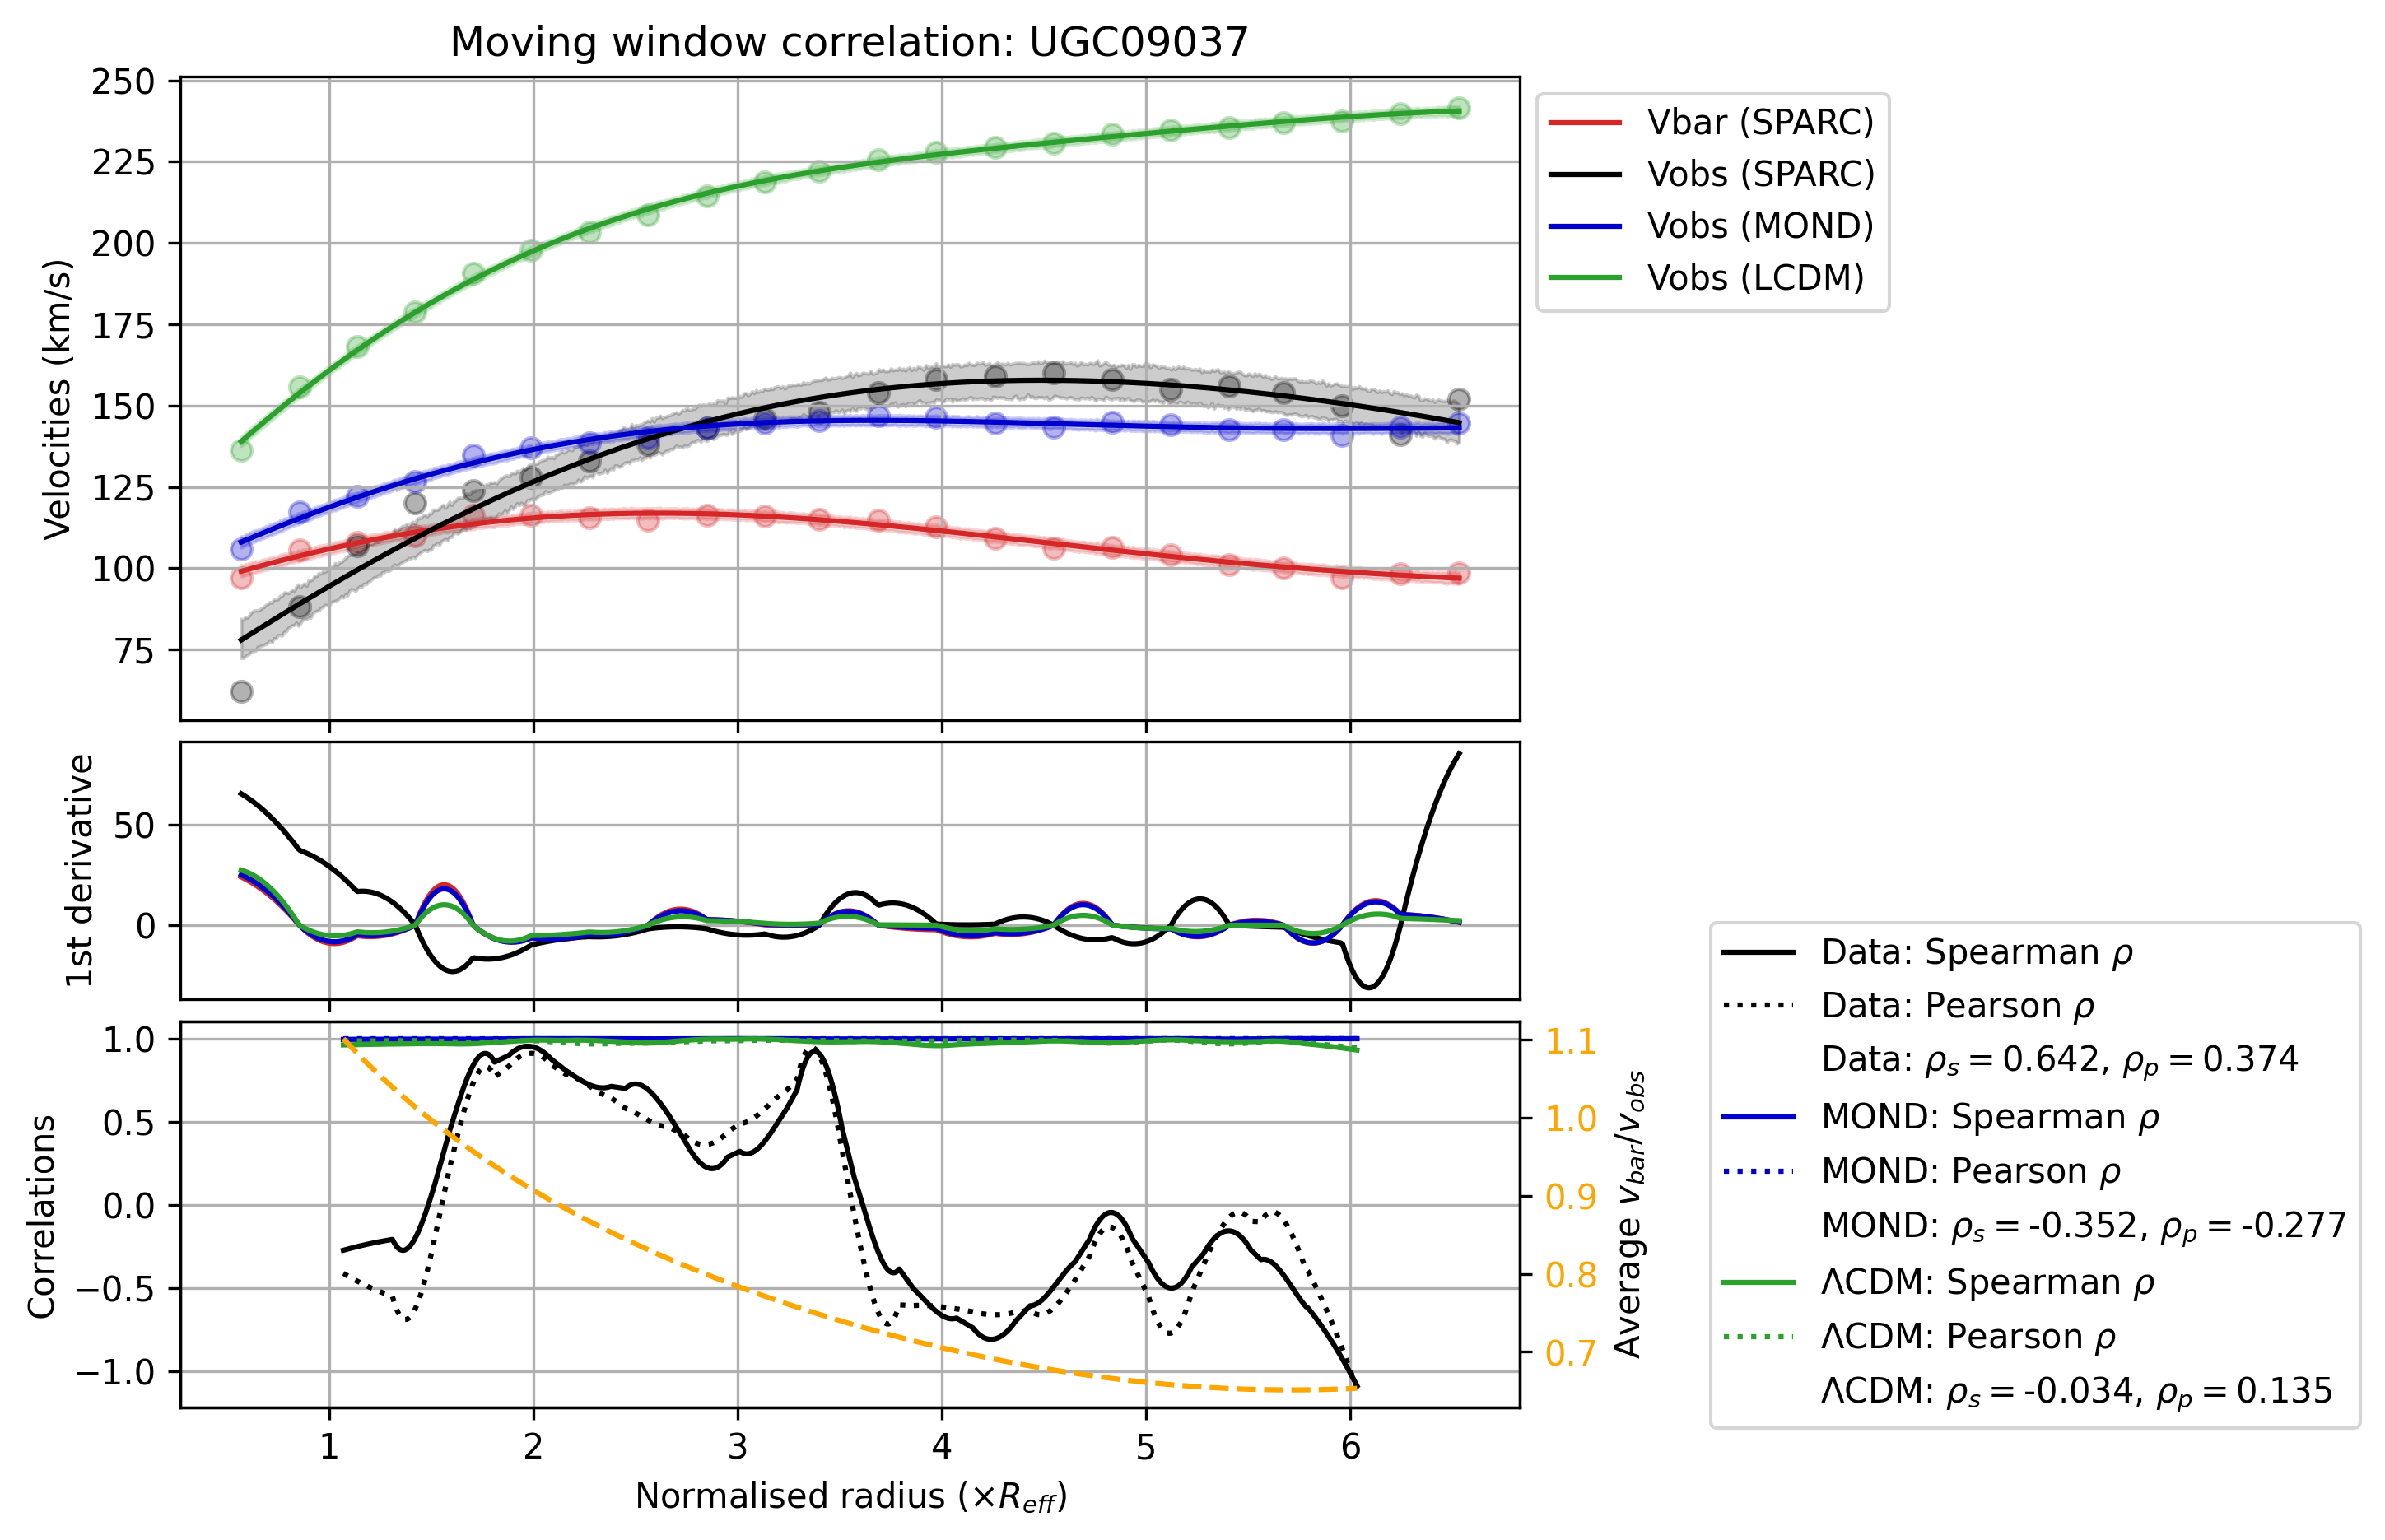 Moving window correlation: UGC09037
250
225
200
175
150
125
100
75
Velocities (km/s)
Vbar (SPARC)
Vobs (SPARC)
Vobs (MOND)
Vobs (LCDM)
50
0
1st derivative
1.0
0.5
0.0
−0.5
−1.0
Correlations
1.1
1.0
0.9
0.8
0.7
Average v_bar/v_obs
1 2 3 4 5 6
Normalised radius (×R_eff)
Data: Spearman ρ
Data: Pearson ρ
Data: ρ_s = 0.642, ρ_p = 0.374
MOND: Spearman ρ
MOND: Pearson ρ
MOND: ρ_s = -0.352, ρ_p = -0.277
ΛCDM: Spearman ρ
ΛCDM: Pearson ρ
ΛCDM: ρ_s = -0.034, ρ_p = 0.135